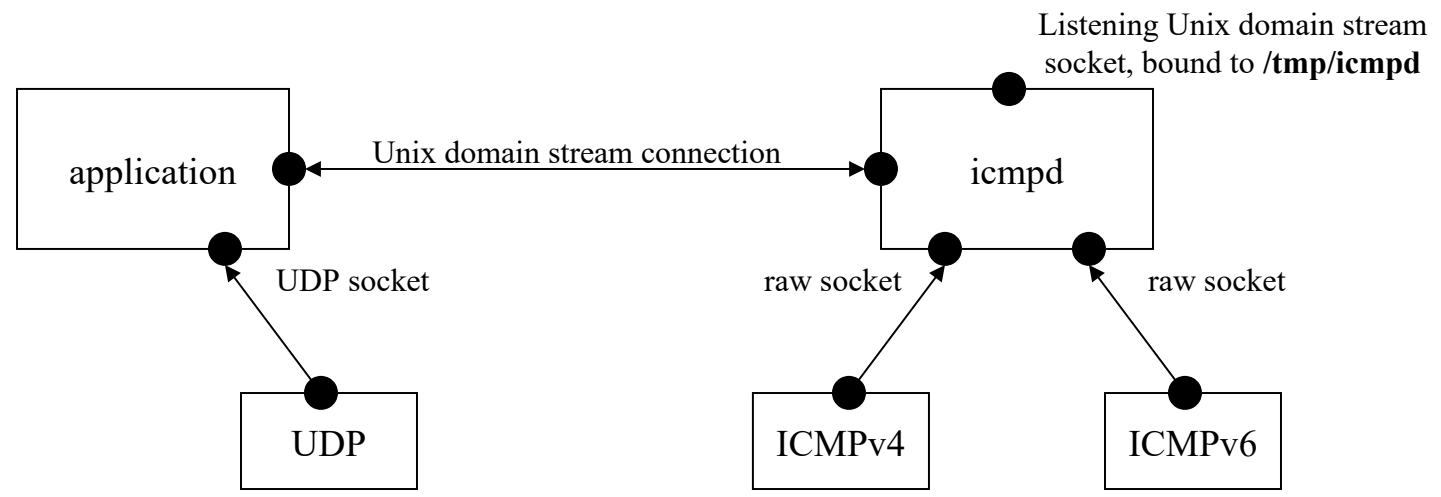 Listening Unix domain stream
socket, bound to /tmp/icmpd
application
Unix domain stream connection
icmpd
UDP socket
raw socket
raw socket
UDP
ICMPv4
ICMPv6